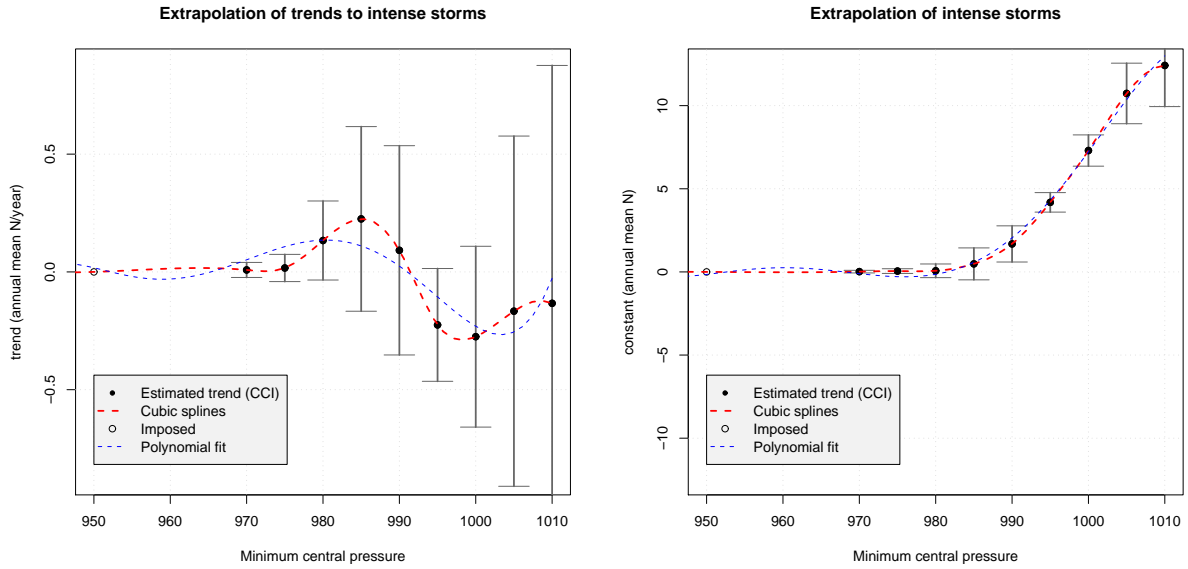 Extrapolation of trends to intense storms
trend (annual mean N/year)
0.5
0.0
-0.5
Estimated trend (CCI)
Cubic splines
Imposed
Polynomial fit
950 960 970 980 990 1000 1010
Minimum central pressure
Extrapolation of intense storms
constant (annual mean N)
10
5
0
-5
-10
Estimated trend (CCI)
Cubic splines
Imposed
Polynomial fit
950 960 970 980 990 1000 1010
Minimum central pressure